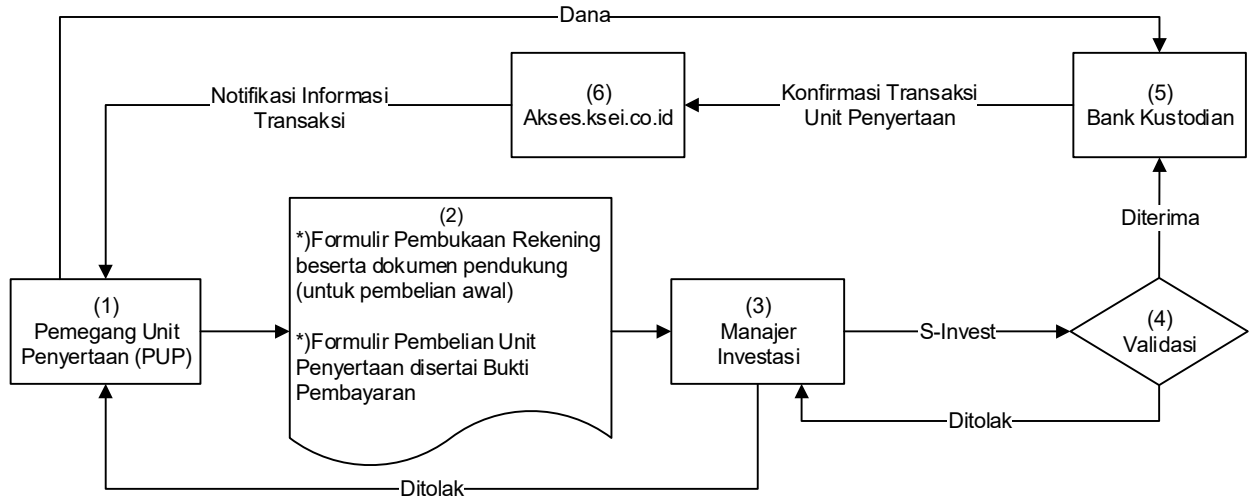 Dana
(6)
Akses.ksei.co.id
(5)
Bank Kustodian
Notifikasi Informasi
Transaksi
Konfirmasi Transaksi
Unit Penyertaan
Diterima
(1)
Pemegang Unit
Penyertaan (PUP)
(2)
*)Formulir Pembukaan Rekening
beserta dokumen pendukung
(untuk pembelian awal)
*)Formulir Pembelian Unit
Penyertaan disertai Bukti
Pembayaran
(3)
Manajer
Investasi
S-Invest
(4)
Validasi
Ditolak
Ditolak